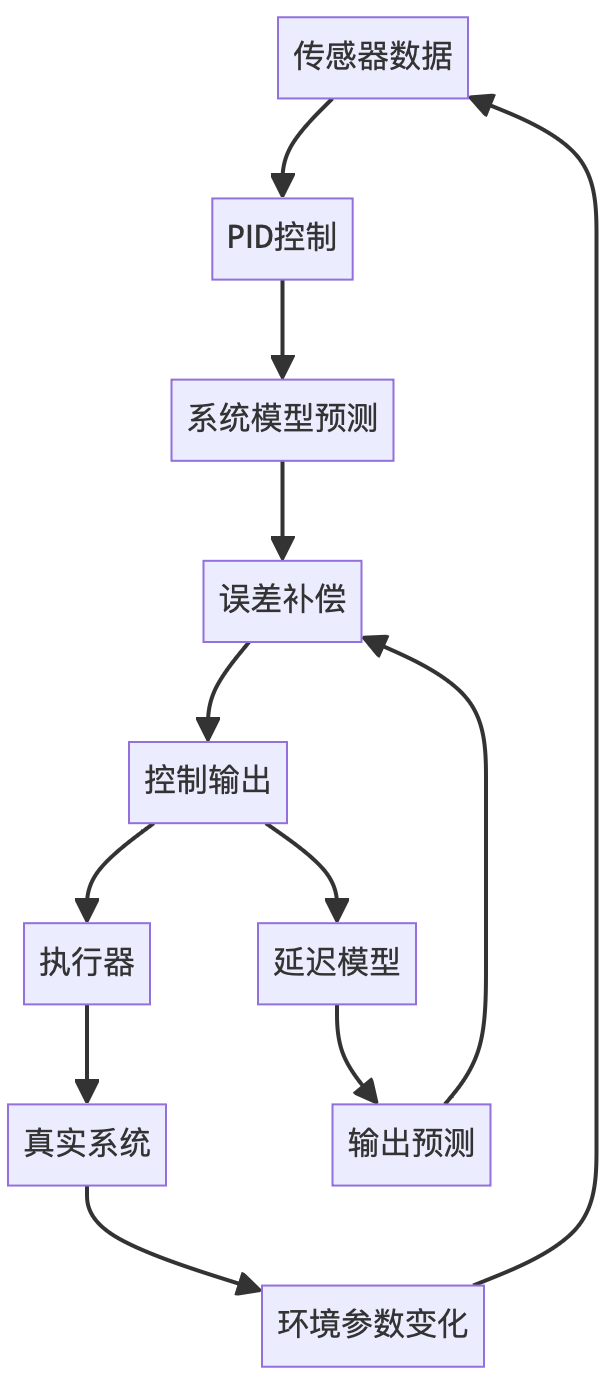 传感器数据
PID控制
系统模型预测
误差补偿
控制输出
执行器
延迟模型
真实系统
输出预测
环境参数变化